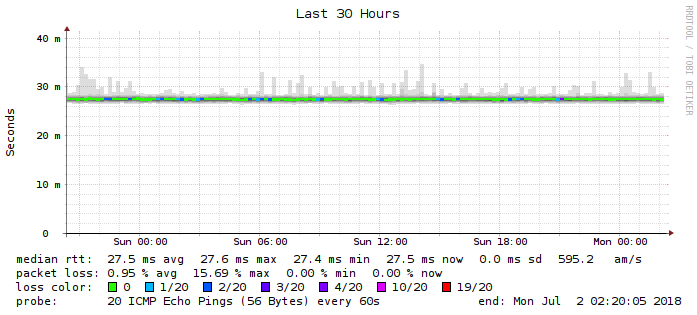 Last 30 Hours
RRDTOOL / TOBI OETIKER
Seconds
40 m
30 m
20 m
10 m
0
Sun 00:00 Sun 06:00 Sun 12:00 Sun 18:00 Mon 00:00
median rtt: 27.5 ms avg 27.6 ms max 27.4 ms min 27.5 ms now 0.0 ms sd 595.2 am/s
packet loss: 0.95 % avg 15.69 % max 0.00 % min 0.00 % now
loss color: 0 1/20 2/20 3/20 4/20 10/20 19/20
probe: 20 ICMP Echo Pings (56 Bytes) every 60s end: Mon Jul 2 02:20:05 2018